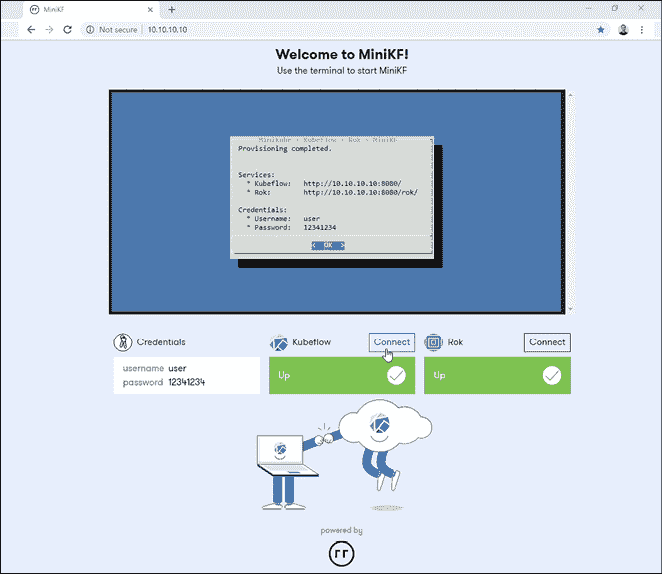 MiniKF
Not secure | 10.10.10.10
Welcome to MiniKF!
Use the terminal to start MiniKF
Minikube · Kubeflow · Rok · MiniKF
Provisioning completed.
Services:
* Kubeflow: http://10.10.10.10:8080/
* Rok: http://10.10.10.10:8080/rok/
Credentials:
* Username: user
* Password: 12341234
< OK >
Credentials
Kubeflow
Connect
Rok
Connect
username user
password 12341234
Up
Up
powered by
rr